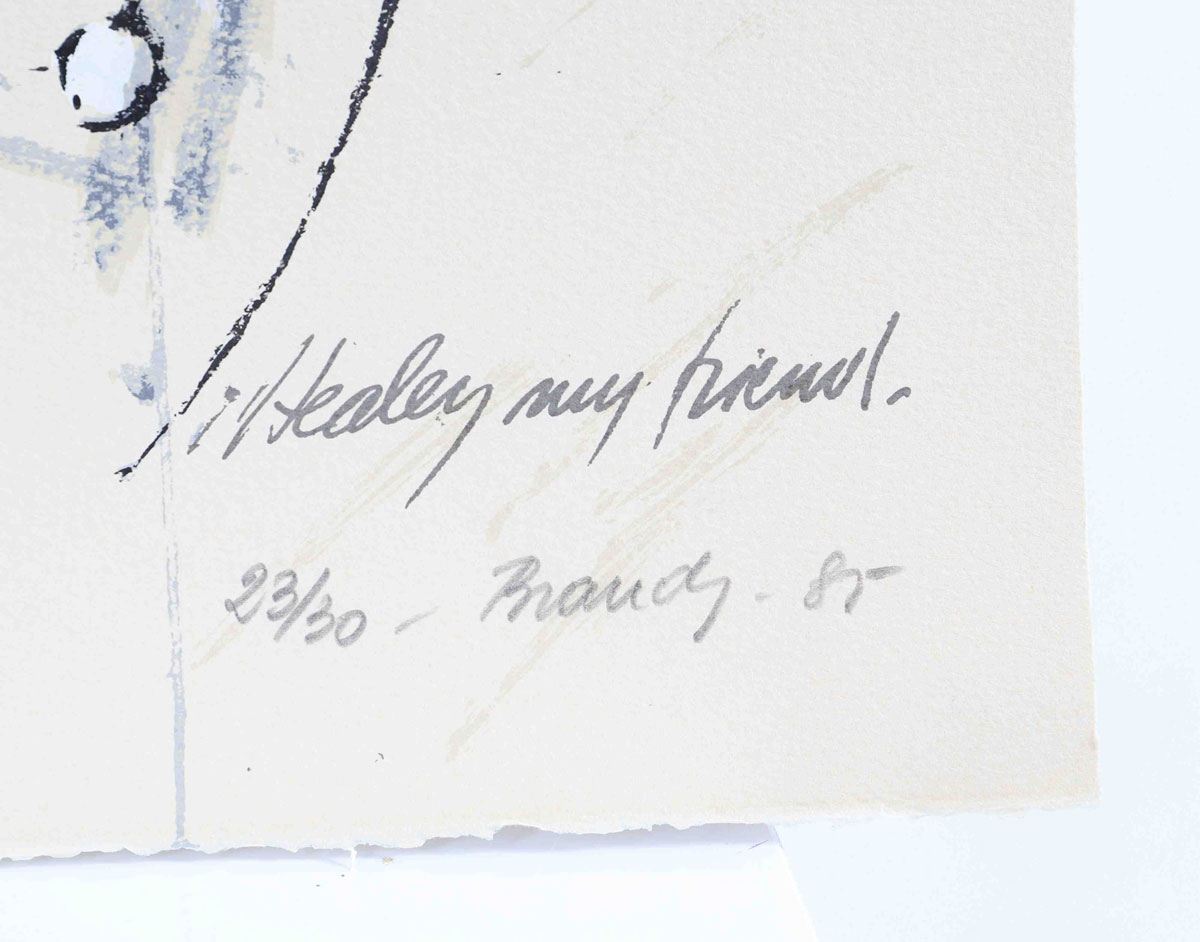 Healey my friend.
23/30 - Brandy - 85